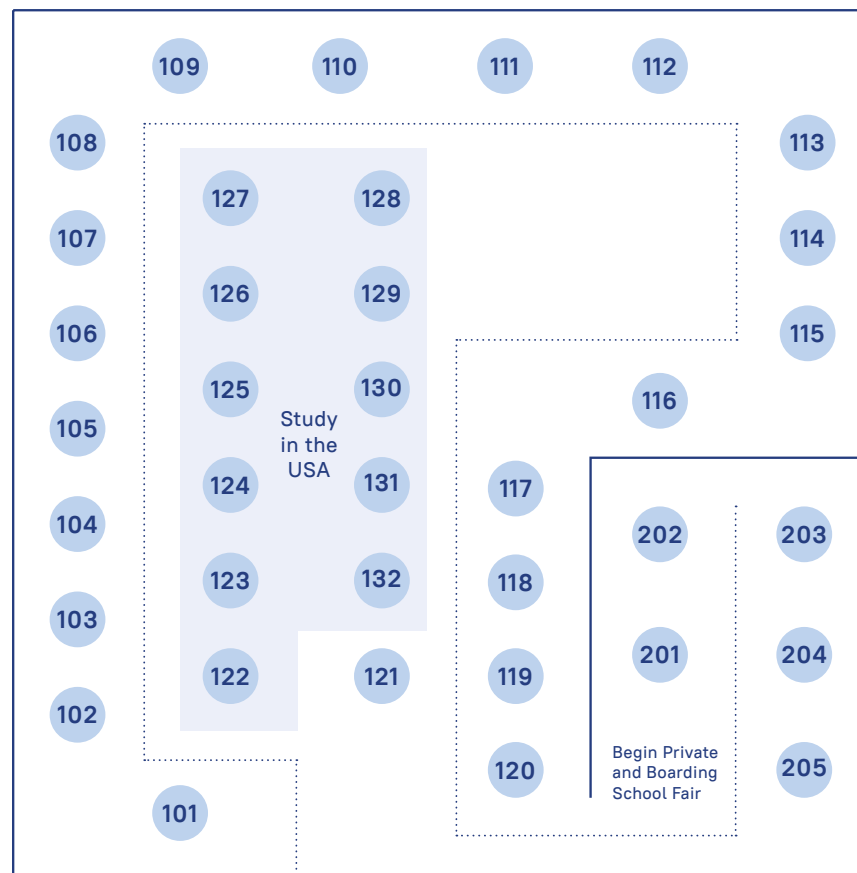 109 110 111 112
108 113
127 128
107 114
126 129
106 115
125 130 116
Study
in the
USA
105
124 131 117
104 202 203
123 132 118
103 201 204
122 121 119
102
Begin Private
and Boarding
School Fair
120 205
101